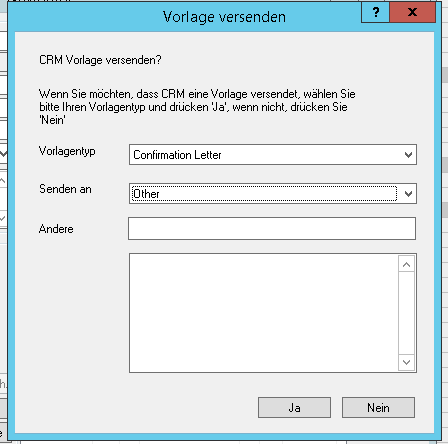 Vorlage versenden
?
x
CRM Vorlage versenden?
Wenn Sie möchten, dass CRM eine Vorlage versendet, wählen Sie
bitte Ihren Vorlagentyp und drücken 'Ja', wenn nicht, drücken Sie
'Nein'
Vorlagentyp
Confirmation Letter
Senden an
Other
Andere
Ja
Nein